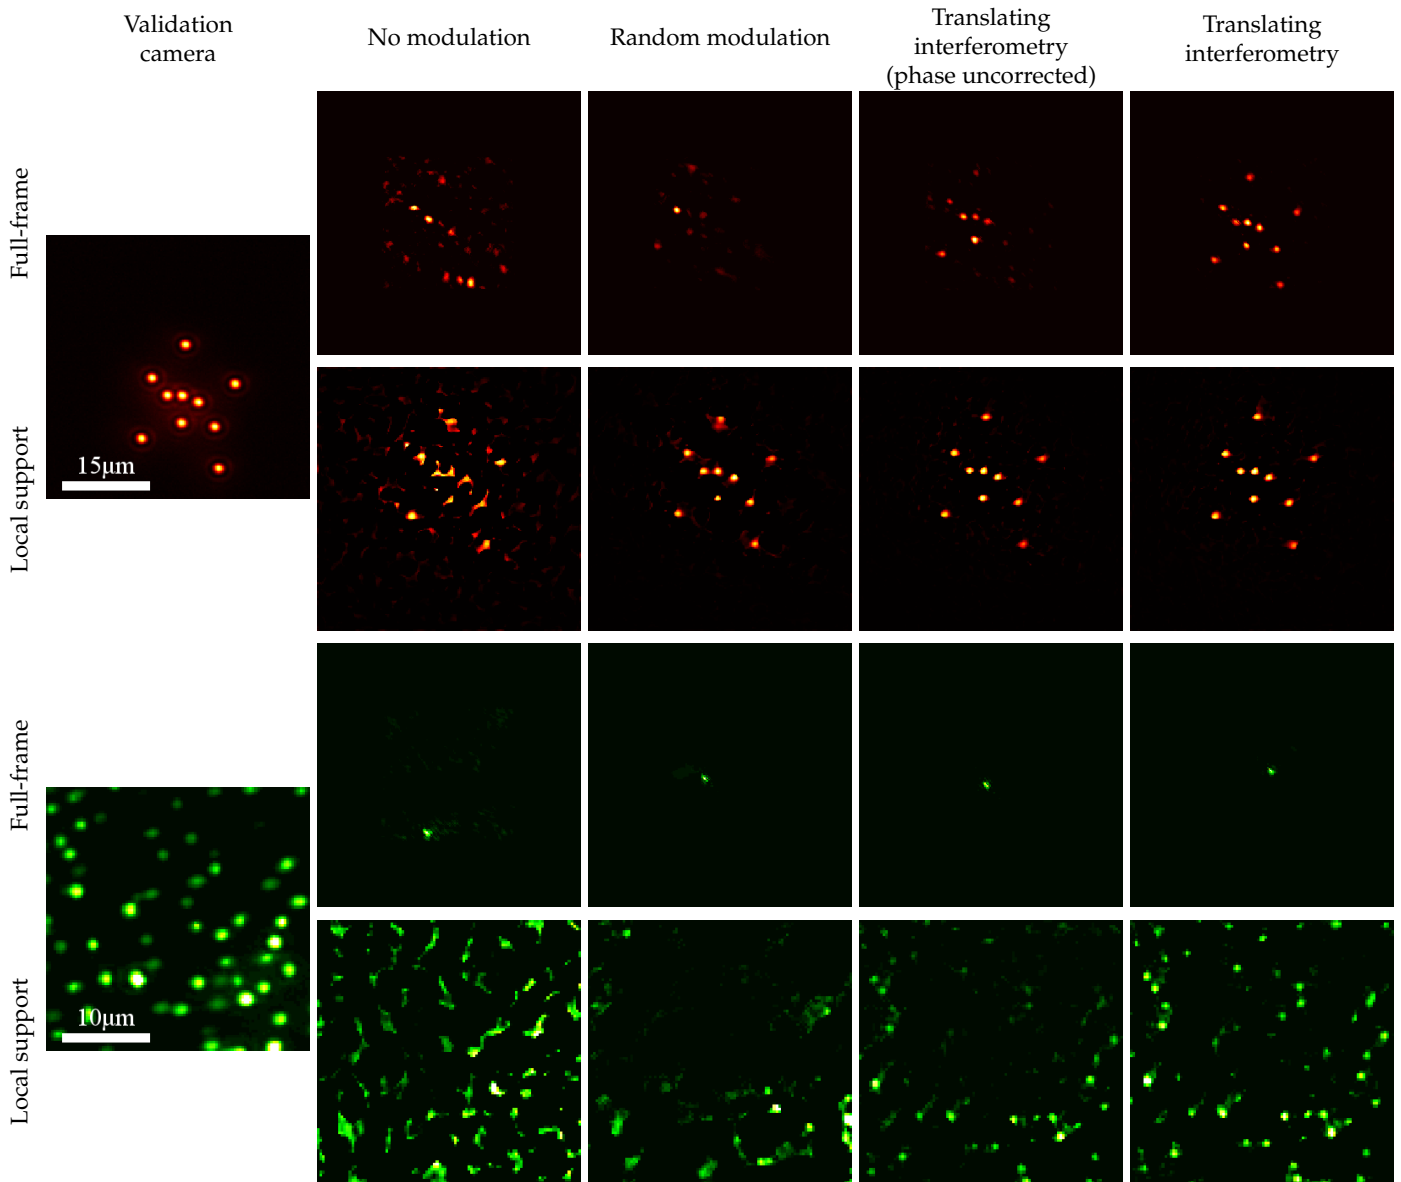 Validation
camera
No modulation
Random modulation
Translating
interferometry
(phase uncorrected)
Translating
interferometry
Full-frame
15μm
Local support
Full-frame
10μm
Local support